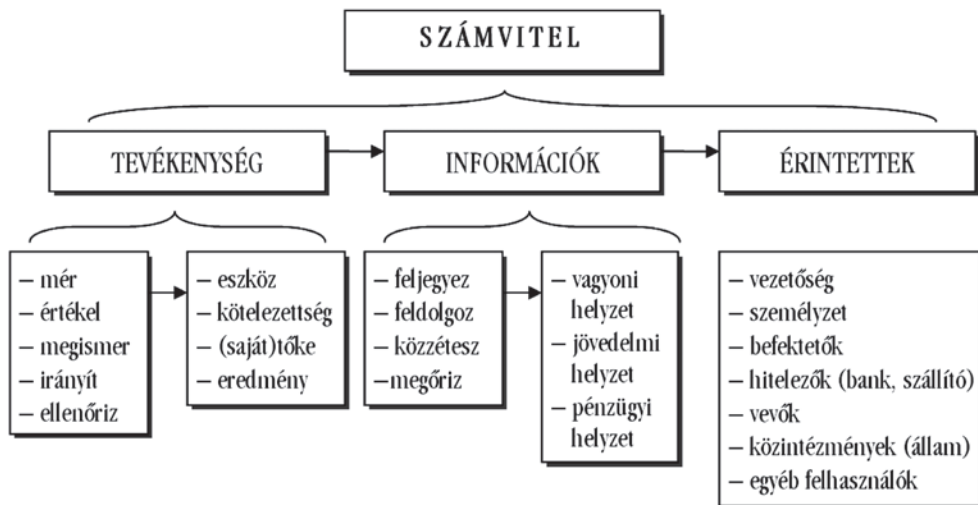 SZÁMVITEL
TEVÉKENYSÉG
INFORMÁCIÓK
ÉRINTETTEK
– mér
– értékel
– megismer
– irányít
– ellenőriz
– eszköz
– kötelezettség
– (saját)tőke
– eredmény
– feljegyez
– feldolgoz
– közzétesz
–megőriz
– vagyoni
helyzet
– jövedelmi
helyzet
– pénzügyi
helyzet
– vezetőség
– személyzet
– befektetők
– hitelezők (bank, szállító)
– vevők
– közintézmények (állam)
– egyéb felhasználók